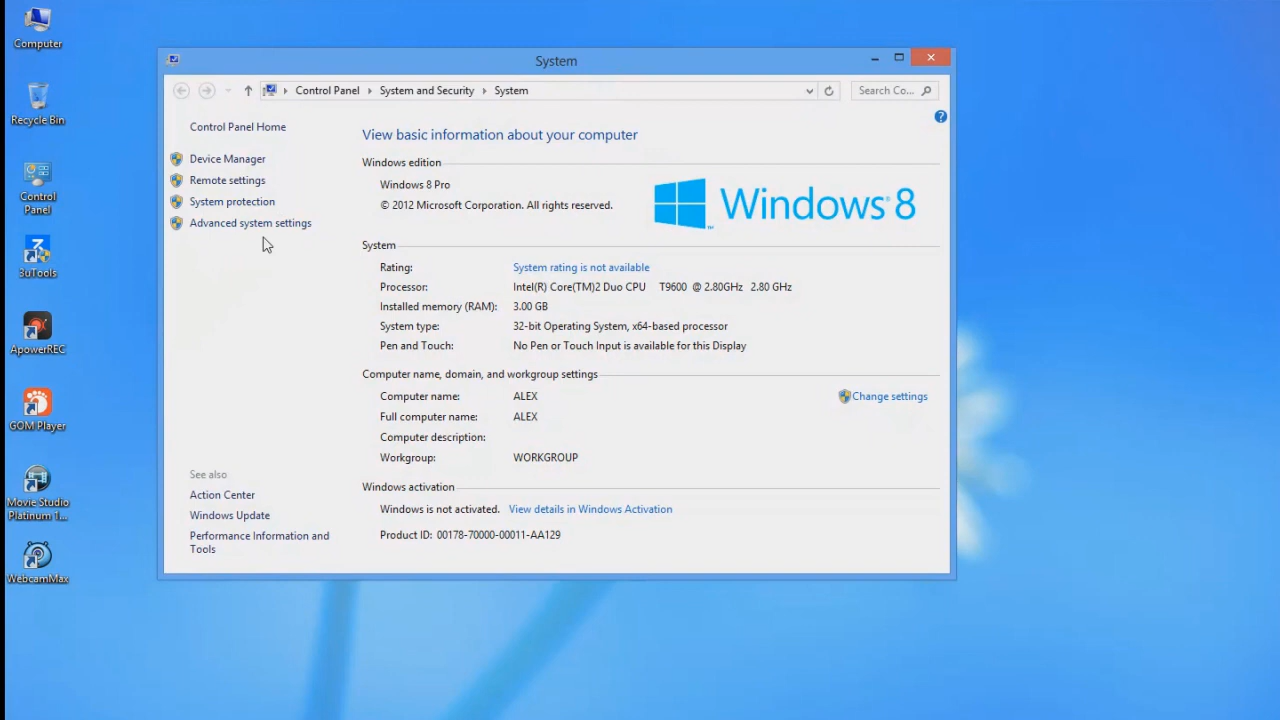 Computer
Recycle Bin
Control
Panel
3uTools
ApowerREC
GOM Player
Movie Studio
Platinum 1...
WebcamMax
System
Control Panel
System and Security
System
Search Co...
Control Panel Home
Device Manager
Remote settings
System protection
Advanced system settings
See also
Action Center
Windows Update
Performance Information and
Tools
View basic information about your computer
Windows edition
Windows 8 Pro
© 2012 Microsoft Corporation. All rights reserved.
Windows® 8
System
Rating: System rating is not available
Processor: Intel(R) Core(TM)2 Duo CPU T9600 @ 2.80GHz 2.80 GHz
Installed memory (RAM): 3.00 GB
System type: 32-bit Operating System, x64-based processor
Pen and Touch: No Pen or Touch Input is available for this Display
Computer name, domain, and workgroup settings
Computer name: ALEX
Change settings
Full computer name: ALEX
Computer description:
Workgroup: WORKGROUP
Windows activation
Windows is not activated. View details in Windows Activation
Product ID: 00178-70000-00011-AA129